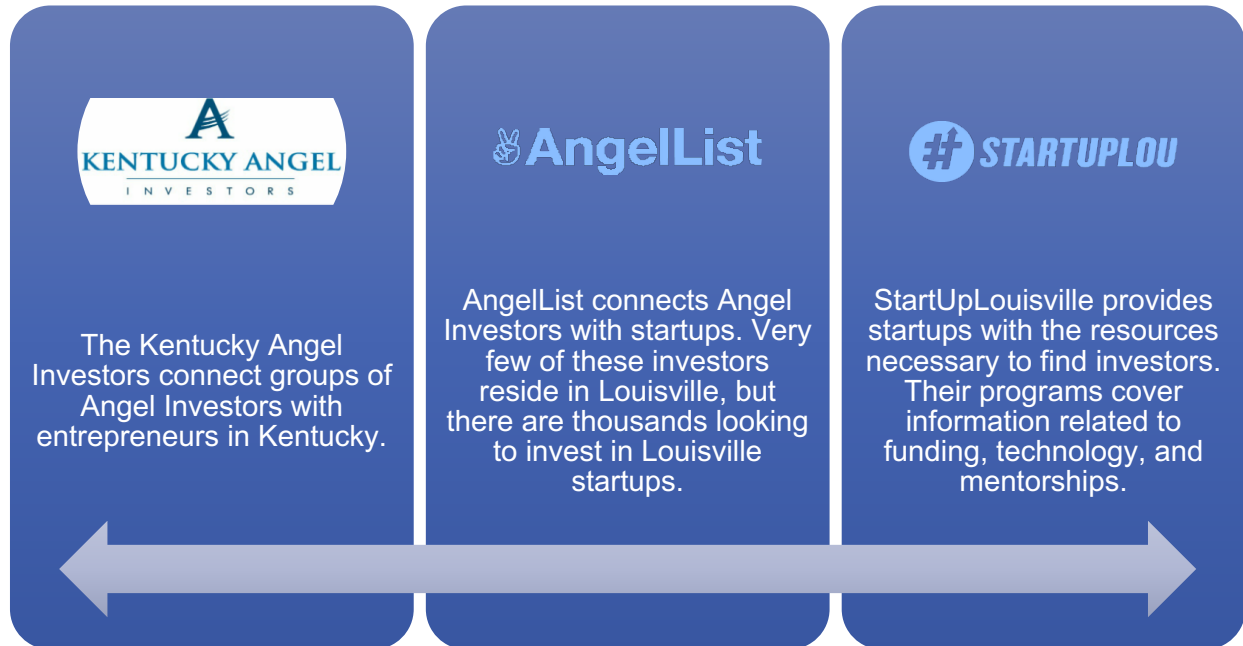 A
KENTUCKY ANGEL
INVESTORS
The Kentucky Angel
Investors connect groups of
Angel Investors with
entrepreneurs in Kentucky.
AngelList
AngelList connects Angel
Investors with startups. Very
few of these investors
reside in Louisville, but
there are thousands looking
to invest in Louisville
startups.
# STARTUPLOU
StartUpLouisville provides
startups with the resources
necessary to find investors.
Their programs cover
information related to
funding, technology, and
mentorships.